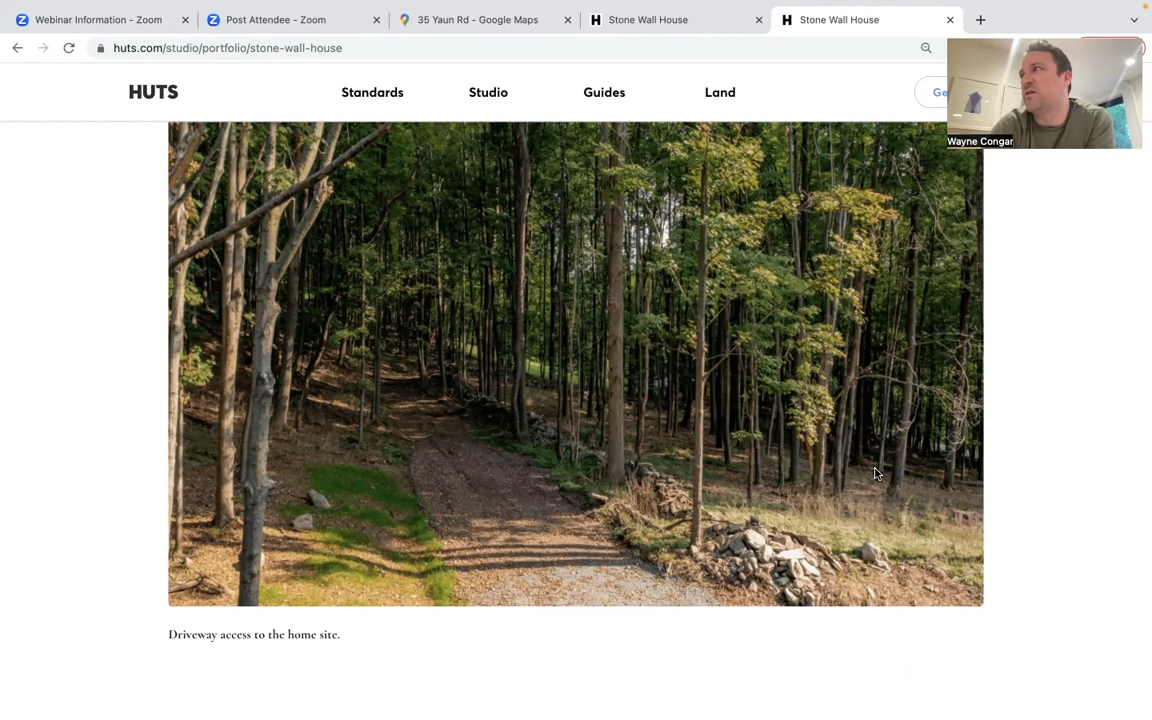 Webinar Information - Zoom
Post Attendee - Zoom
35 Yaun Rd - Google Maps
H Stone Wall House
H Stone Wall House
huts.com/studio/portfolio/stone-wall-house
HUTS
Standards
Studio
Guides
Land
Ge
Wayne Congar
Driveway access to the home site.